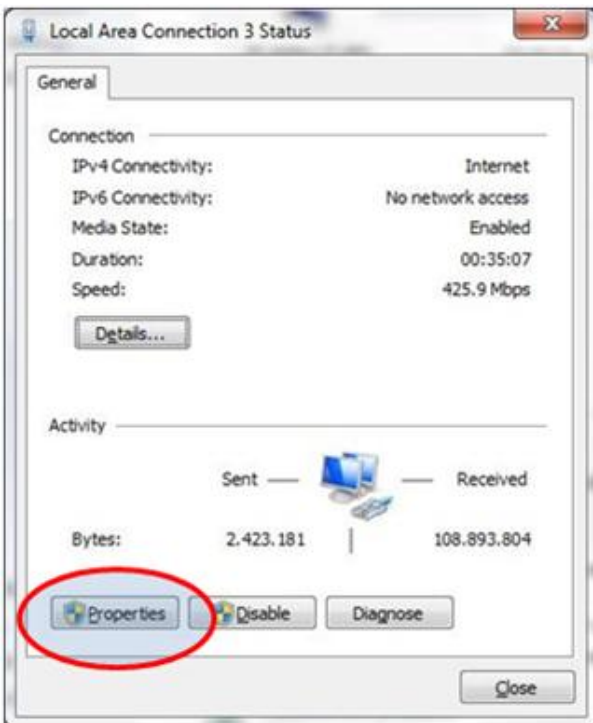 Local Area Connection 3 Status
General
Connection
IPv4 Connectivity: Internet
IPv6 Connectivity: No network access
Media State: Enabled
Duration: 00:35:07
Speed: 425.9 Mbps
Details...
Activity
Sent Received
Bytes: 2.423.181 108.893.804
Properties Disable Diagnose
Close